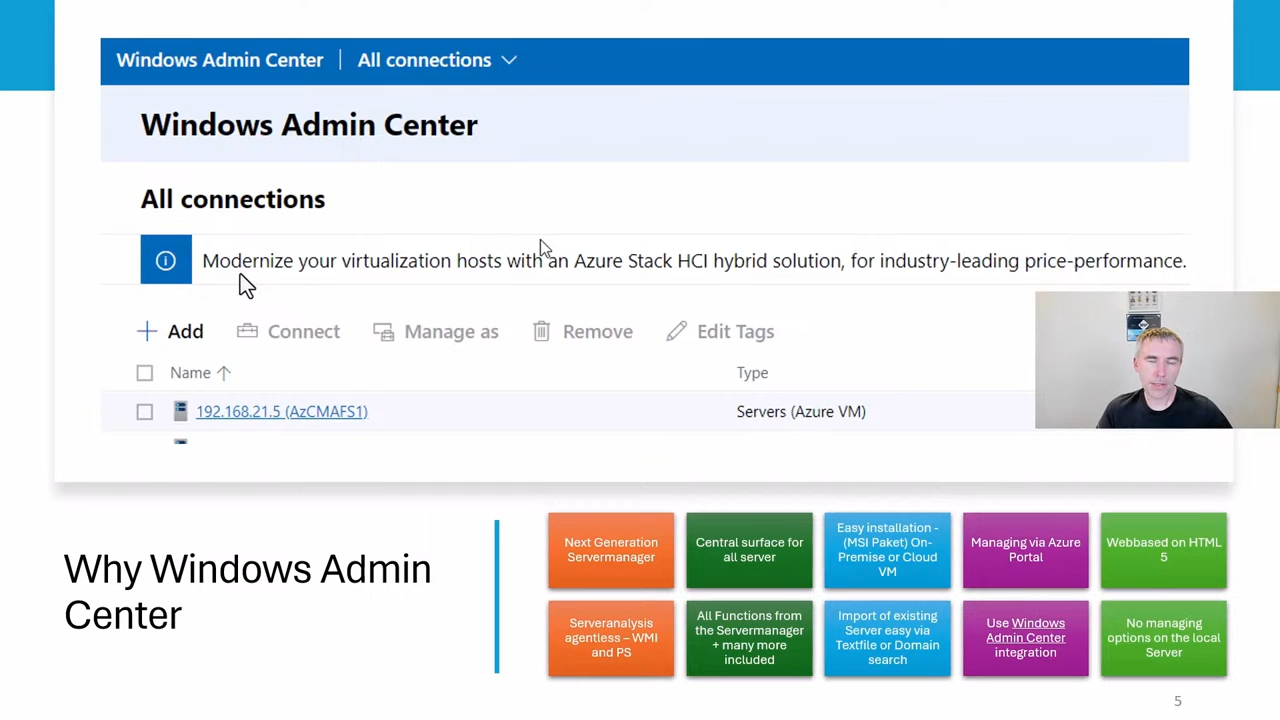 Windows Admin Center | All connections
Windows Admin Center
All connections
Modernize your virtualization hosts with an Azure Stack HCI hybrid solution, for industry-leading price-performance.
Add Connect Manage as Remove Edit Tags
Name Type
192.168.21.5 (AzCMAFS1) Servers (Azure VM)
Why Windows Admin
Center
Next Generation
Servermanager
Central surface for
all server
Easy installation -
(MSI Paket) On-
Premise or Cloud
VM
Managing via Azure
Portal
Webbased on HTML
5
Serveranalysis
agentless – WMI
and PS
All Functions from
the Servermanager
+ many more
included
Import of existing
Server easy via
Textfile or Domain
search
Use Windows
Admin Center
integration
No managing
options on the local
Server
5